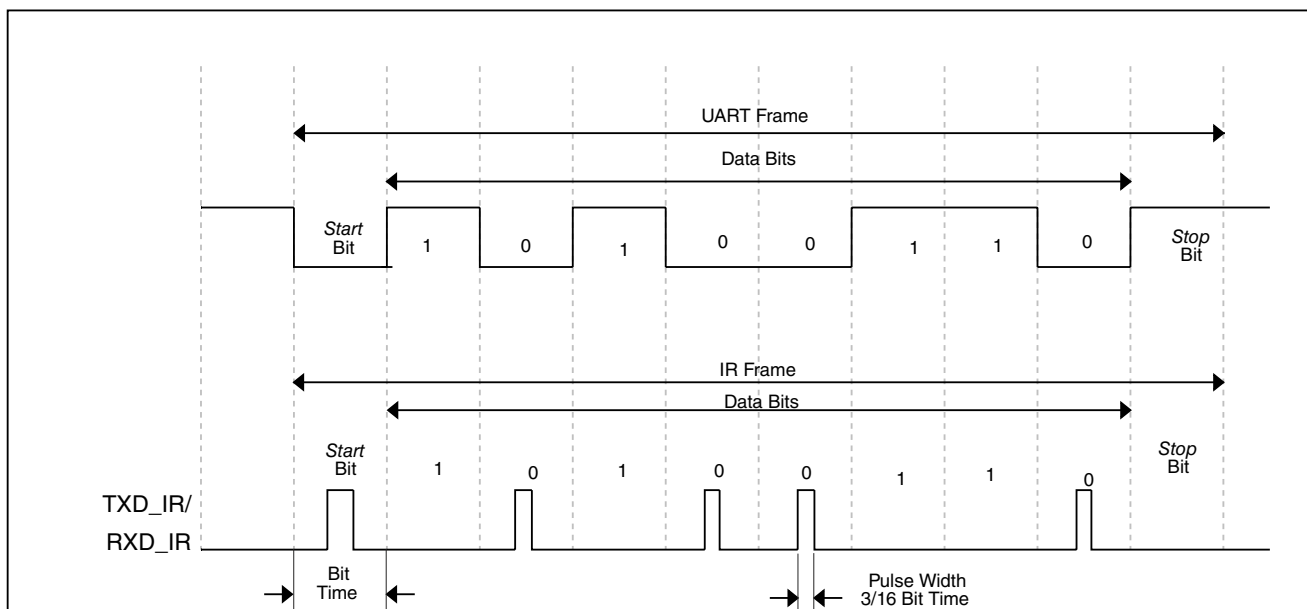 UART Frame
Data Bits
Start
Bit
1 0 1 0 0 1 1 0
Stop
Bit
IR Frame
Data Bits
Start
Bit
1 0 1 0 0 1 1 0
Stop
Bit
TXD_IR/
RXD_IR
Bit
Time
Pulse Width
3/16 Bit Time